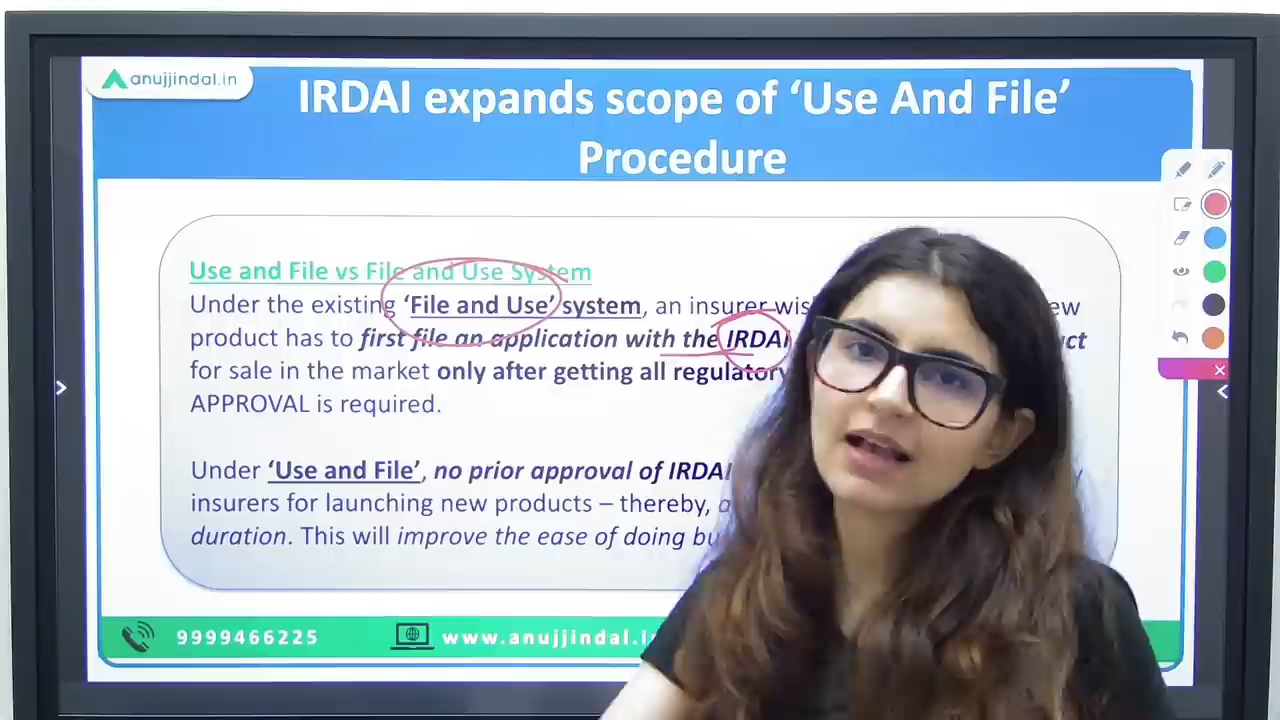 anujjindal.in
IRDAI expands scope of ‘Use And File’
Procedure
Use and File vs File and Use System
Under the existing ‘File and Use’ system, an insurer
product has to first file an application with the IRDAI
for sale in the market only after getting all regulatory
APPROVAL is required.
Under ‘Use and File’, no prior approval of IRDAI
insurers for launching new products – thereby,
duration. This will improve the ease of doing
9999466225